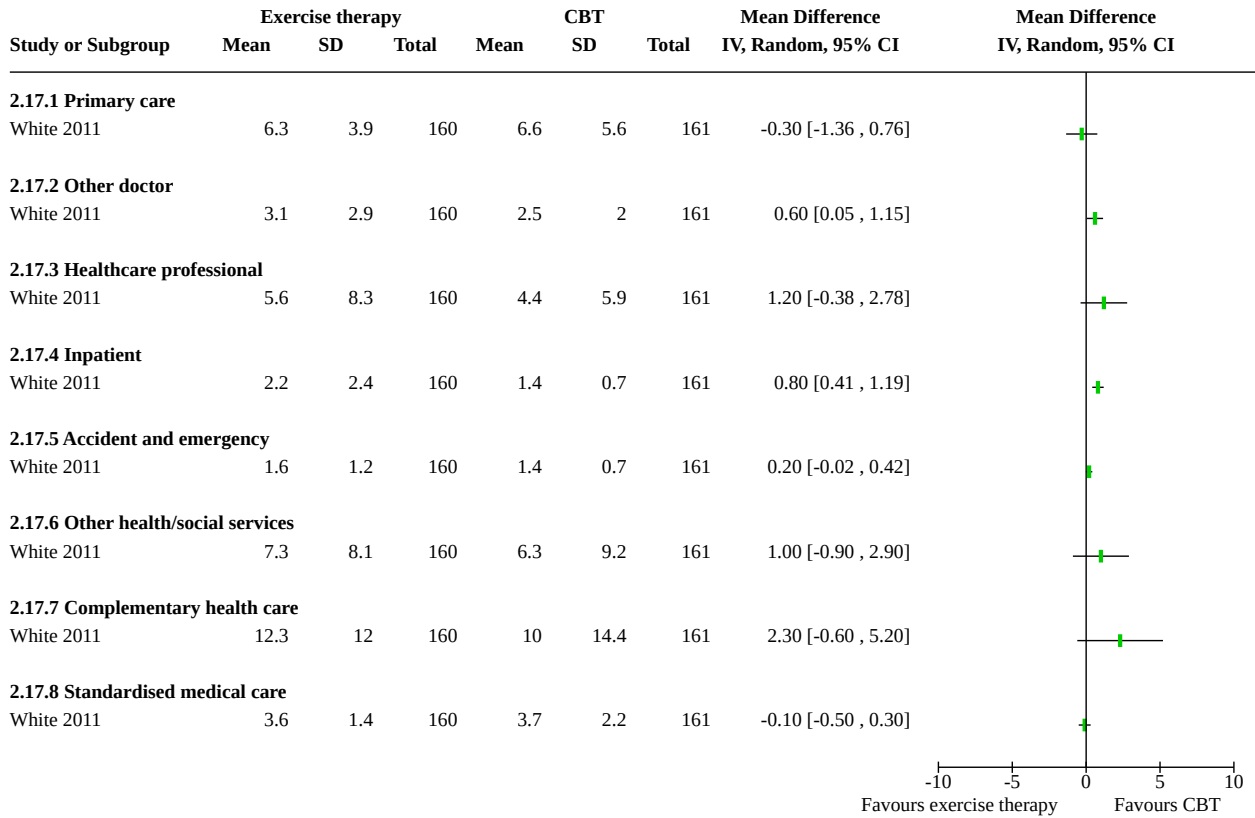 Exercise therapy CBT Mean Difference Mean Difference
Study or Subgroup Mean SD Total Mean SD Total IV, Random, 95% CI IV, Random, 95% CI
2.17.1 Primary care
White 2011 6.3 3.9 160 6.6 5.6 161 -0.30 [-1.36 , 0.76]
2.17.2 Other doctor
White 2011 3.1 2.9 160 2.5 2 161 0.60 [0.05 , 1.15]
2.17.3 Healthcare professional
White 2011 5.6 8.3 160 4.4 5.9 161 1.20 [-0.38 , 2.78]
2.17.4 Inpatient
White 2011 2.2 2.4 160 1.4 0.7 161 0.80 [0.41 , 1.19]
2.17.5 Accident and emergency
White 2011 1.6 1.2 160 1.4 0.7 161 0.20 [-0.02 , 0.42]
2.17.6 Other health/social services
White 2011 7.3 8.1 160 6.3 9.2 161 1.00 [-0.90 , 2.90]
2.17.7 Complementary health care
White 2011 12.3 12 160 10 14.4 161 2.30 [-0.60 , 5.20]
2.17.8 Standardised medical care
White 2011 3.6 1.4 160 3.7 2.2 161 -0.10 [-0.50 , 0.30]
-10 -5 0 5 10
Favours exercise therapy Favours CBT